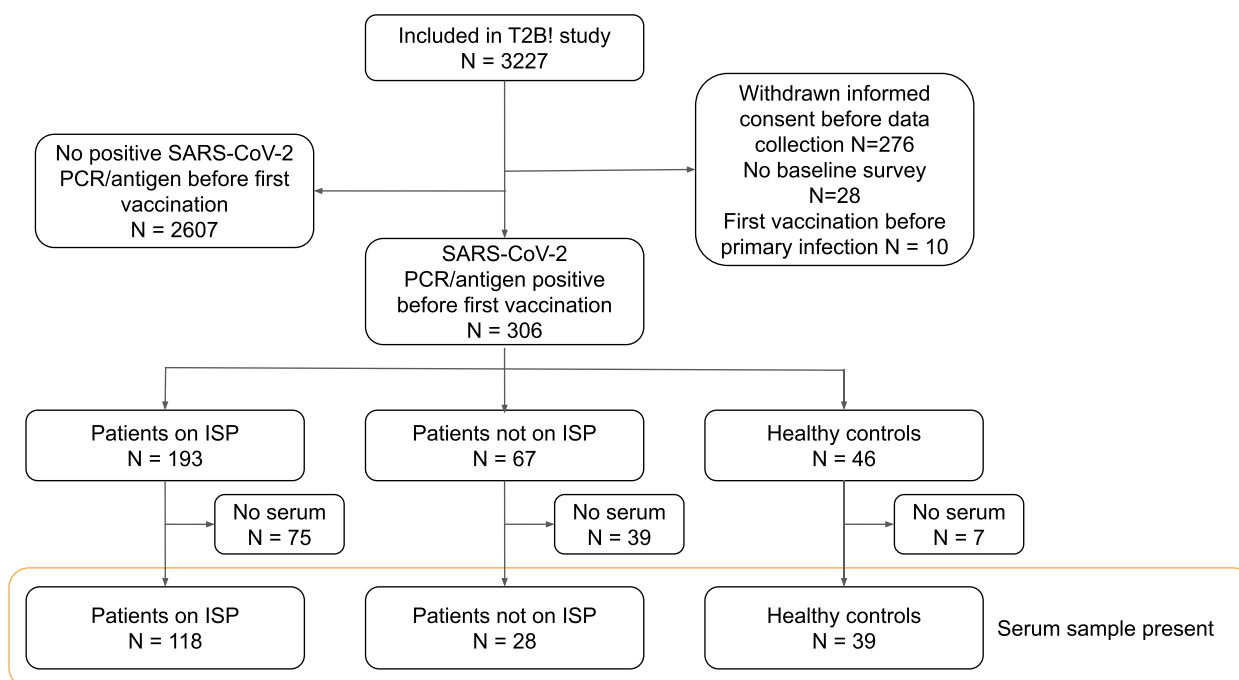 Included in T2B! study
N = 3227
Withdrawn informed
consent before data
collection N=276
No baseline survey
N=28
First vaccination before
primary infection N = 10
No positive SARS-CoV-2
PCR/antigen before first
vaccination
N = 2607
SARS-CoV-2
PCR/antigen positive
before first vaccination
N = 306
Patients on ISP
N = 193
Patients not on ISP
N = 67
Healthy controls
N = 46
No serum
N = 75
No serum
N = 39
No serum
N = 7
Patients on ISP
N = 118
Patients not on ISP
N = 28
Healthy controls
N = 39
Serum sample present